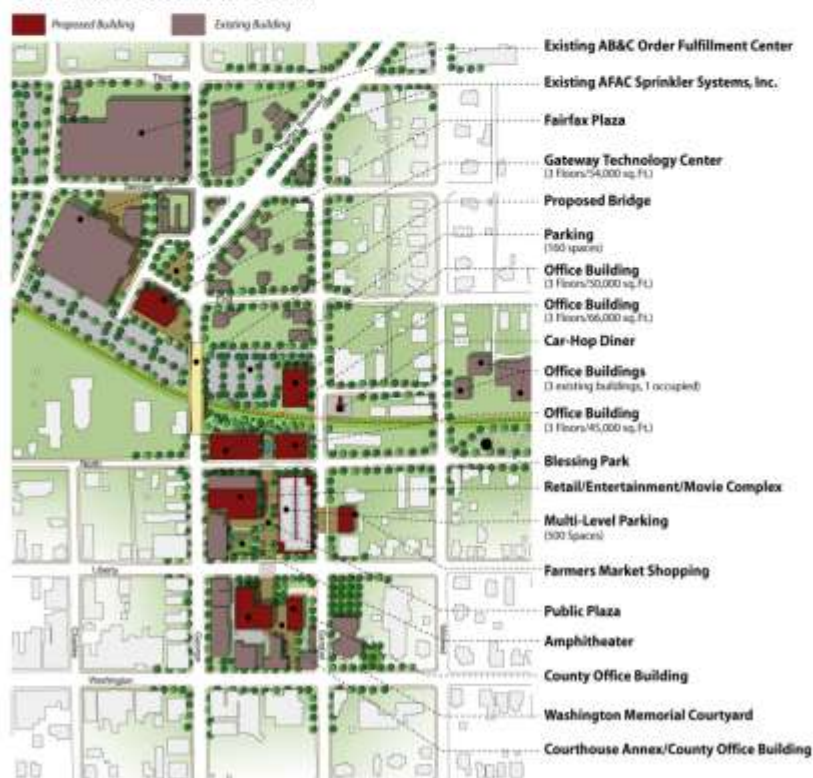 Proposed Building
Existing Building
Existing AB&C Order Fulfillment Center
Existing AFAC Sprinkler Systems, Inc.
Fairfax Plaza
Gateway Technology Center
(3 Floors/54,000 sq. Ft.)
Proposed Bridge
Parking
(160 spaces)
Office Building
(3 Floors/50,000 sq. Ft.)
Office Building
(3 Floors/66,000 sq. Ft.)
Car-Hop Diner
Office Buildings
(3 existing buildings, 1 occupied)
Office Building
(3 Floors/45,000 sq. Ft.)
Blessing Park
Retail/Entertainment/Movie Complex
Multi-Level Parking
(500 Spaces)
Farmers Market Shopping
Public Plaza
Amphitheater
County Office Building
Washington Memorial Courtyard
Courthouse Annex/County Office Building
Third
North
Liberty
Charles
George
Washington